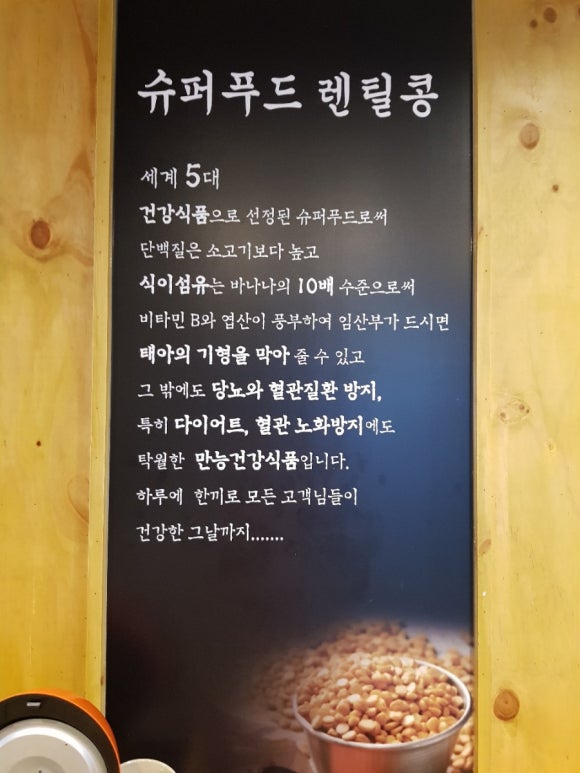 슈퍼푸드 렌틸콩
세계 5대
건강식품으로 선정된 슈퍼푸드로써
단백질은 소고기보다 높고
식이섬유는 바나나의 10배 수준으로써
비타민 B와 엽산이 풍부하여 임산부가 드시면
태아의 기형을 막아 줄 수 있고
그 밖에도 당뇨와 혈관질환 방지,
특히 다이어트, 혈관 노화방지에도
탁월한 만능건강식품입니다.
하루에 한끼로 모든 고객님들이
건강한 그날까지.......